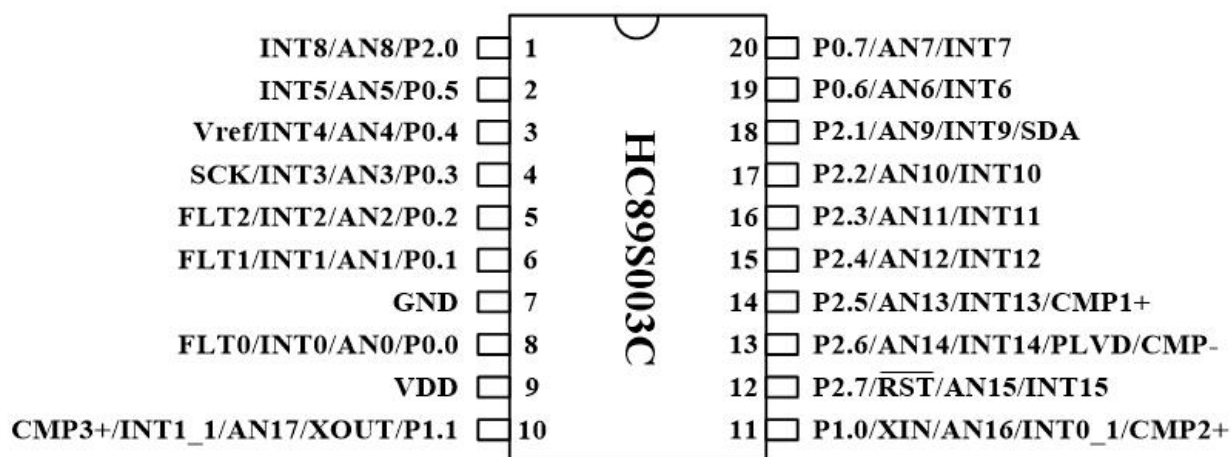 INT8/AN8/P2.0 1 20 P0.7/AN7/INT7
INT5/AN5/P0.5 2 19 P0.6/AN6/INT6
Vref/INT4/AN4/P0.4 3 18 P2.1/AN9/INT9/SDA
SCK/INT3/AN3/P0.3 4 17 P2.2/AN10/INT10
FLT2/INT2/AN2/P0.2 5 16 P2.3/AN11/INT11
FLT1/INT1/AN1/P0.1 6 15 P2.4/AN12/INT12
GND 7 14 P2.5/AN13/INT13/CMP1+
FLT0/INT0/AN0/P0.0 8 13 P2.6/AN14/INT14/PLVD/CMP-
VDD 9 12 P2.7/RST/AN15/INT15
CMP3+/INT1_1/AN17/XOUT/P1.1 10 11 P1.0/XIN/AN16/INT0_1/CMP2+
HC89S003C